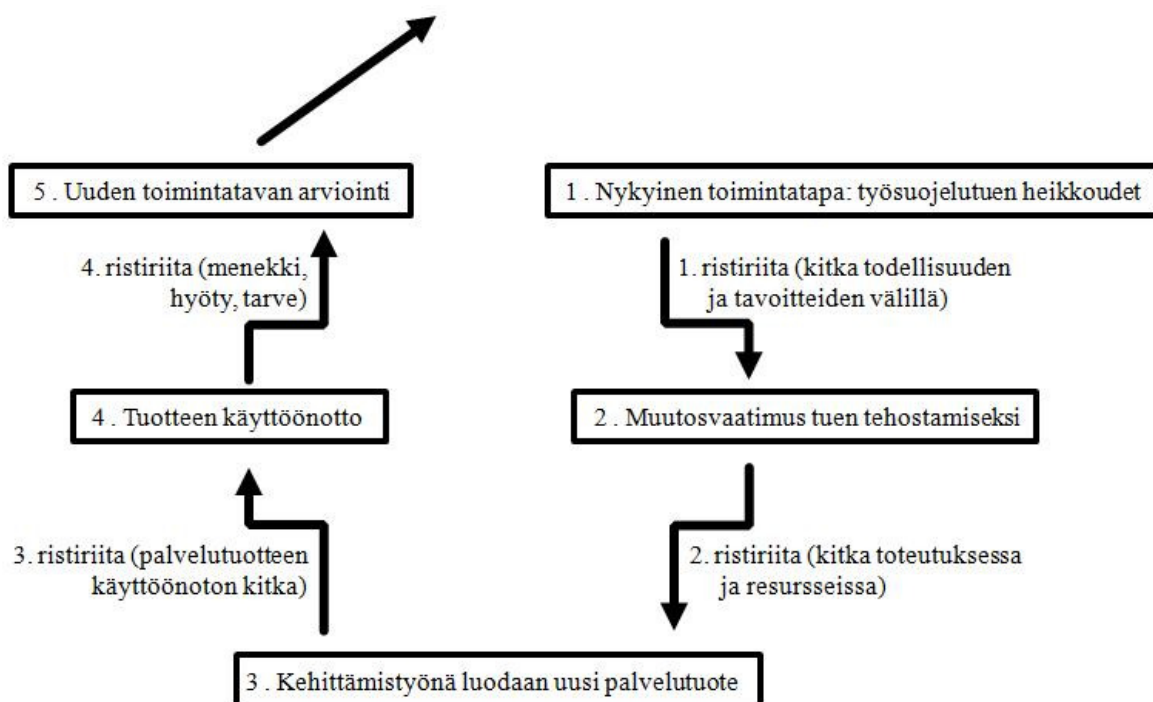 5 . Uuden toimintatavan arviointi
1 . Nykyinen toimintatapa: työsuojelutuen heikkoudet
4. ristiriita (menekki,
hyöty, tarve)
1. ristiriita (kitka todellisuuden
ja tavoitteiden välillä)
4 . Tuotteen käyttöönotto
2 . Muutosvaatimus tuen tehostamiseksi
3. ristiriita (palvelutuotteen
käyttöönoton kitka)
2. ristiriita (kitka toteutuksessa
ja resursseissa)
3 . Kehittämistyönä luodaan uusi palvelutuote